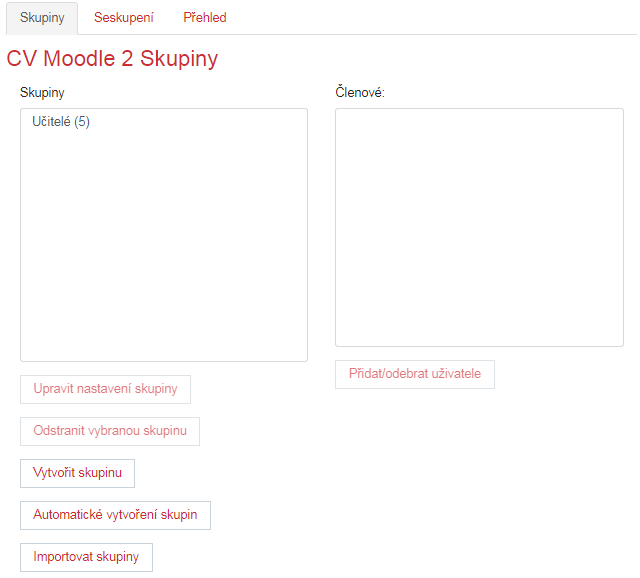 Skupiny
Seskupení
Přehled
CV Moodle 2 Skupiny
Skupiny
Učitelé (5)
Upravit nastavení skupiny
Odstranit vybranou skupinu
Vytvořit skupinu
Automatické vytvoření skupin
Importovat skupiny
Členové:
Přidat/odebrat uživatele